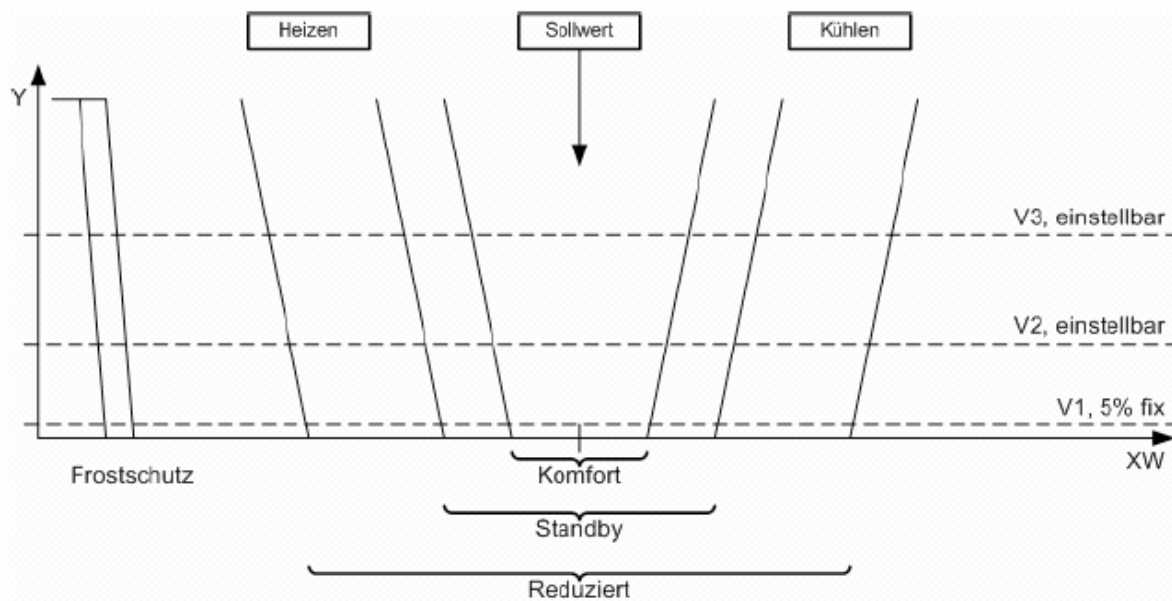 Heizen
Sollwert
Kühlen
Y
V3, einstellbar
V2, einstellbar
V1, 5% fix
XW
Frostschutz
Komfort
Standby
Reduziert